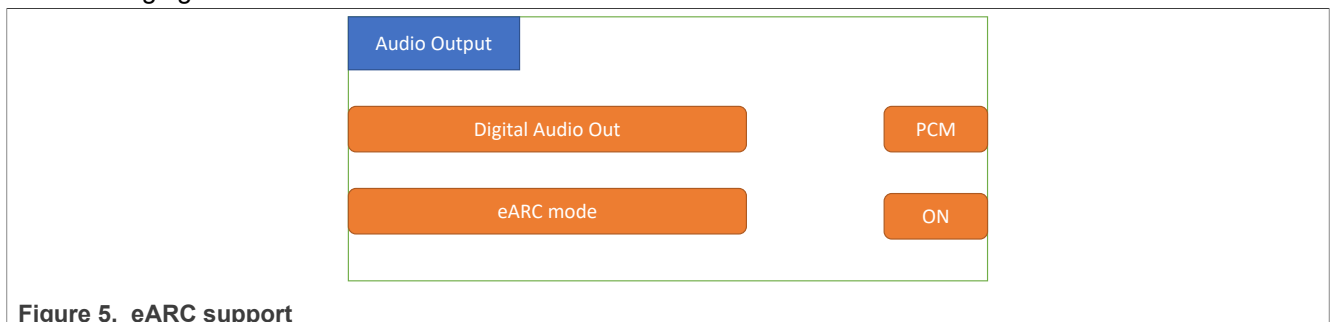 Audio Output
Digital Audio Out
PCM
eARC mode
ON
Figure 5. eARC support